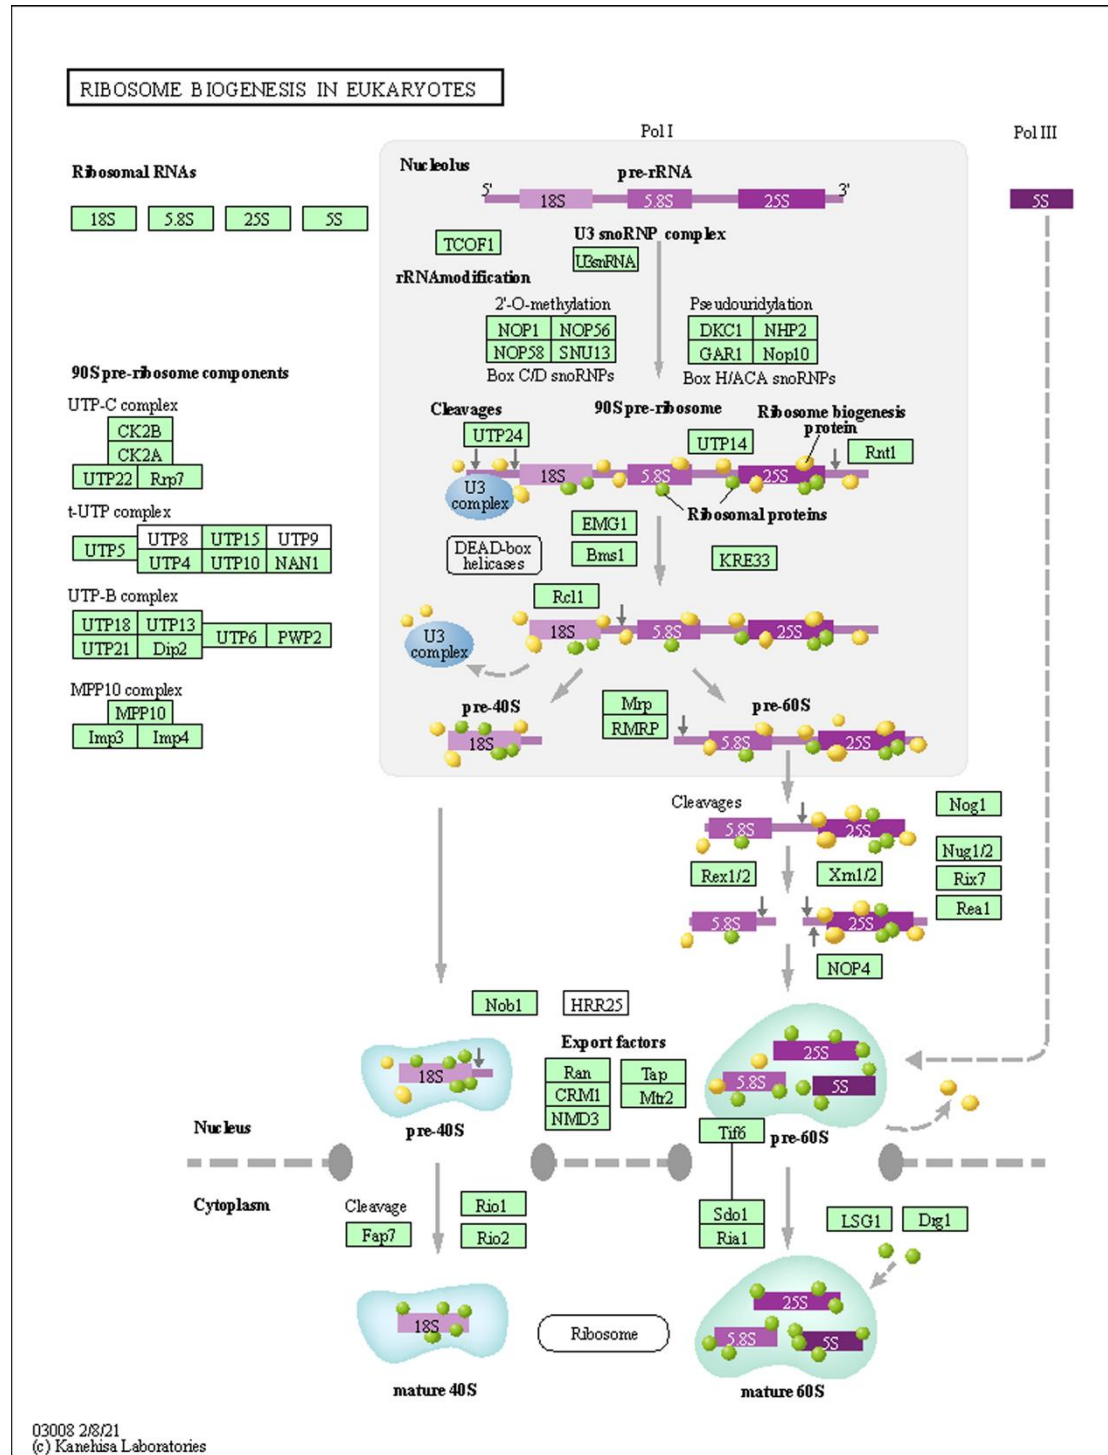 RIBOSOME BIOGENESIS IN EUKARYOTES
Pol I
Pol III
Ribosomal RNAs
18S
5.8S
25S
5S
Nucleolus
pre-rRNA
5'
18S
5.8S
25S
3'
5S
TCOF1
U3 snoRNP complex
U3snRNA
rRNAmodification
2'-O-methylation
NOP1
NOP56
NOP58
SNU13
Box C/D snoRNPs
Pseudouridylation
DKC1
NHP2
GAR1
Nop10
Box H/ACA snoRNPs
90S pre-ribosome components
UTP-C complex
CK2B
CK2A
UTP22
Rrp7
t-UTP complex
UTP5
UTP8
UTP15
UTP9
UTP4
UTP10
NAN1
UTP-B complex
UTP18
UTP13
UTP21
Dip2
UTP6
PWP2
MPP10 complex
MPP10
Imp3
Imp4
Cleavages
UTP24
90S pre-ribosome
UTP14
Ribosome biogenesis
protein
Rnt1
18S
5.8S
25S
U3
complex
Ribosomal proteins
EMG1
Bms1
DEAD-box
helicases
KRE33
Rcl1
18S
5.8S
25S
U3
complex
pre-40S
18S
Mrp
RMRP
pre-60S
5.8S
25S
Cleavages
5.8S
25S
Nog1
Nug1/2
Rix7
Rea1
Rex1/2
Xrn1/2
5.8S
25S
NOP4
Nob1
HRR25
Export factors
Ran
CRM1
NMD3
Tap
Mtr2
18S
pre-40S
25S
5.8S
5S
Tif6
pre-60S
Nucleus
Cytoplasm
Cleavage
Fap7
Rio1
Rio2
Sdo1
Ria1
LSG1
Drg1
18S
mature 40S
Ribosome
25S
5.8S
5S
mature 60S
03008 2/8/21
(c) Kanehisa Laboratories